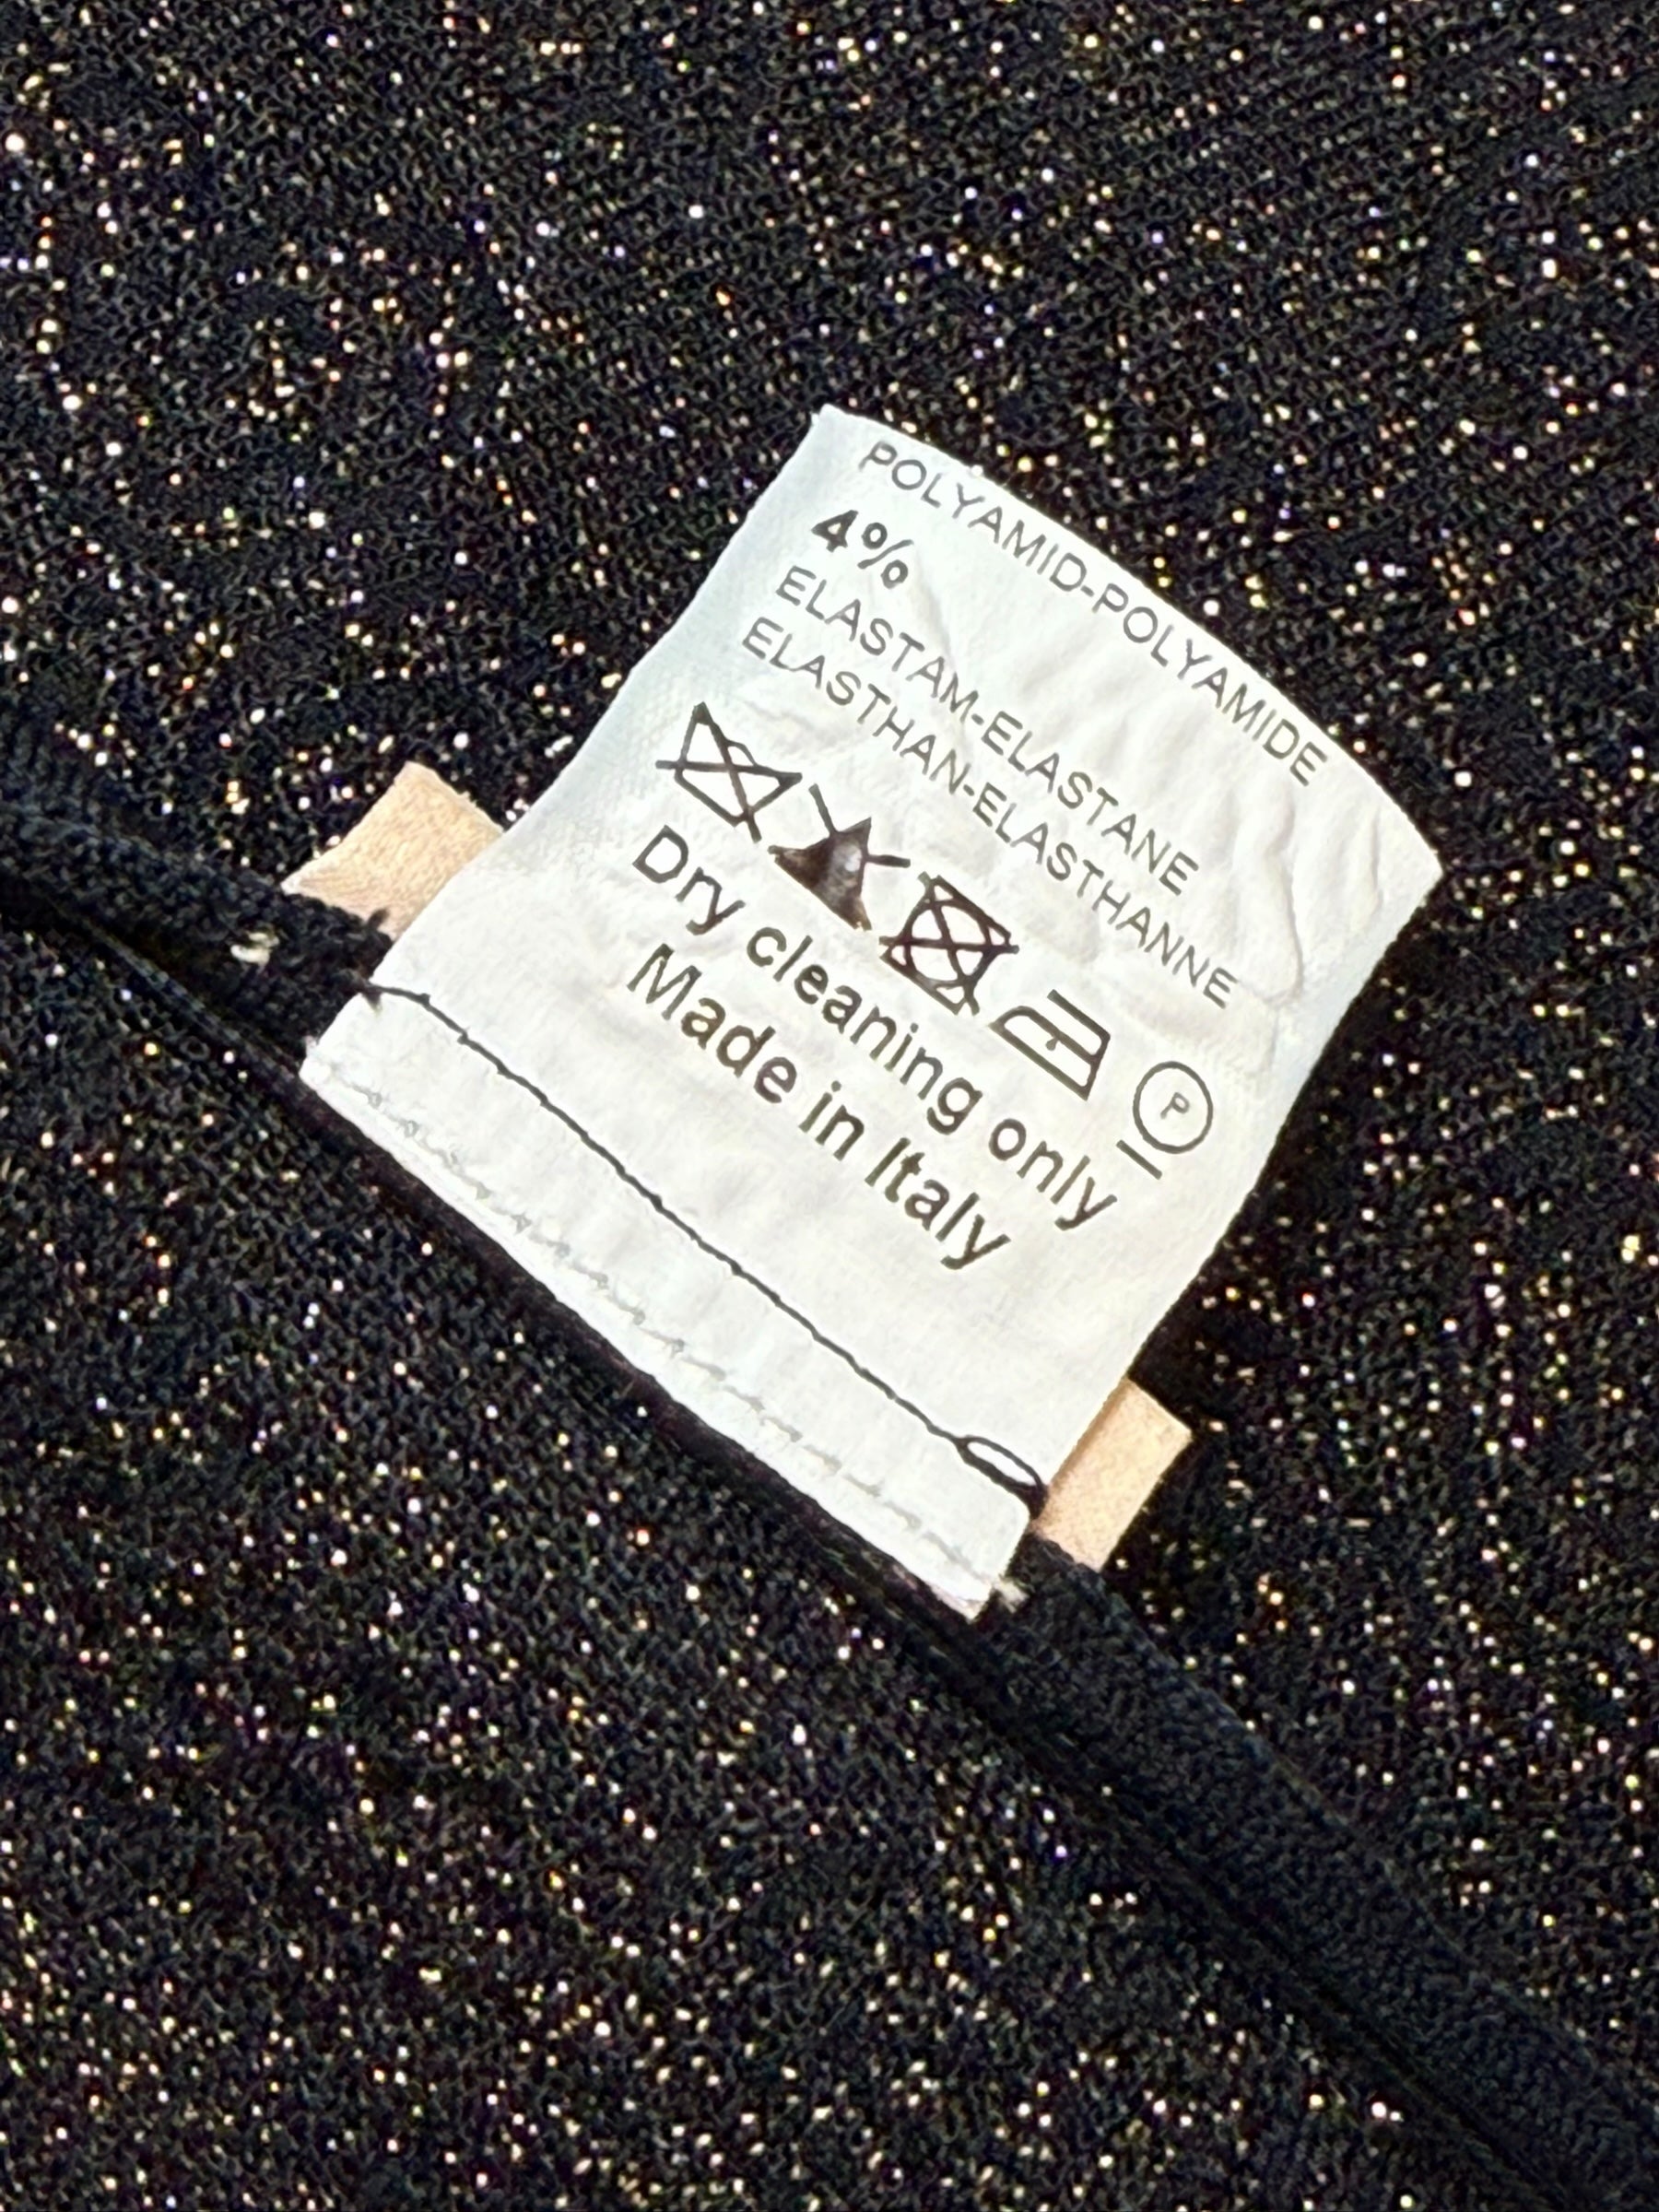 POLYAMID-POLYAMIDE
4%
ELASTAM-ELASTANE
ELASTHAN-ELASTHANNE
P
Dry cleaning only
Made in Italy